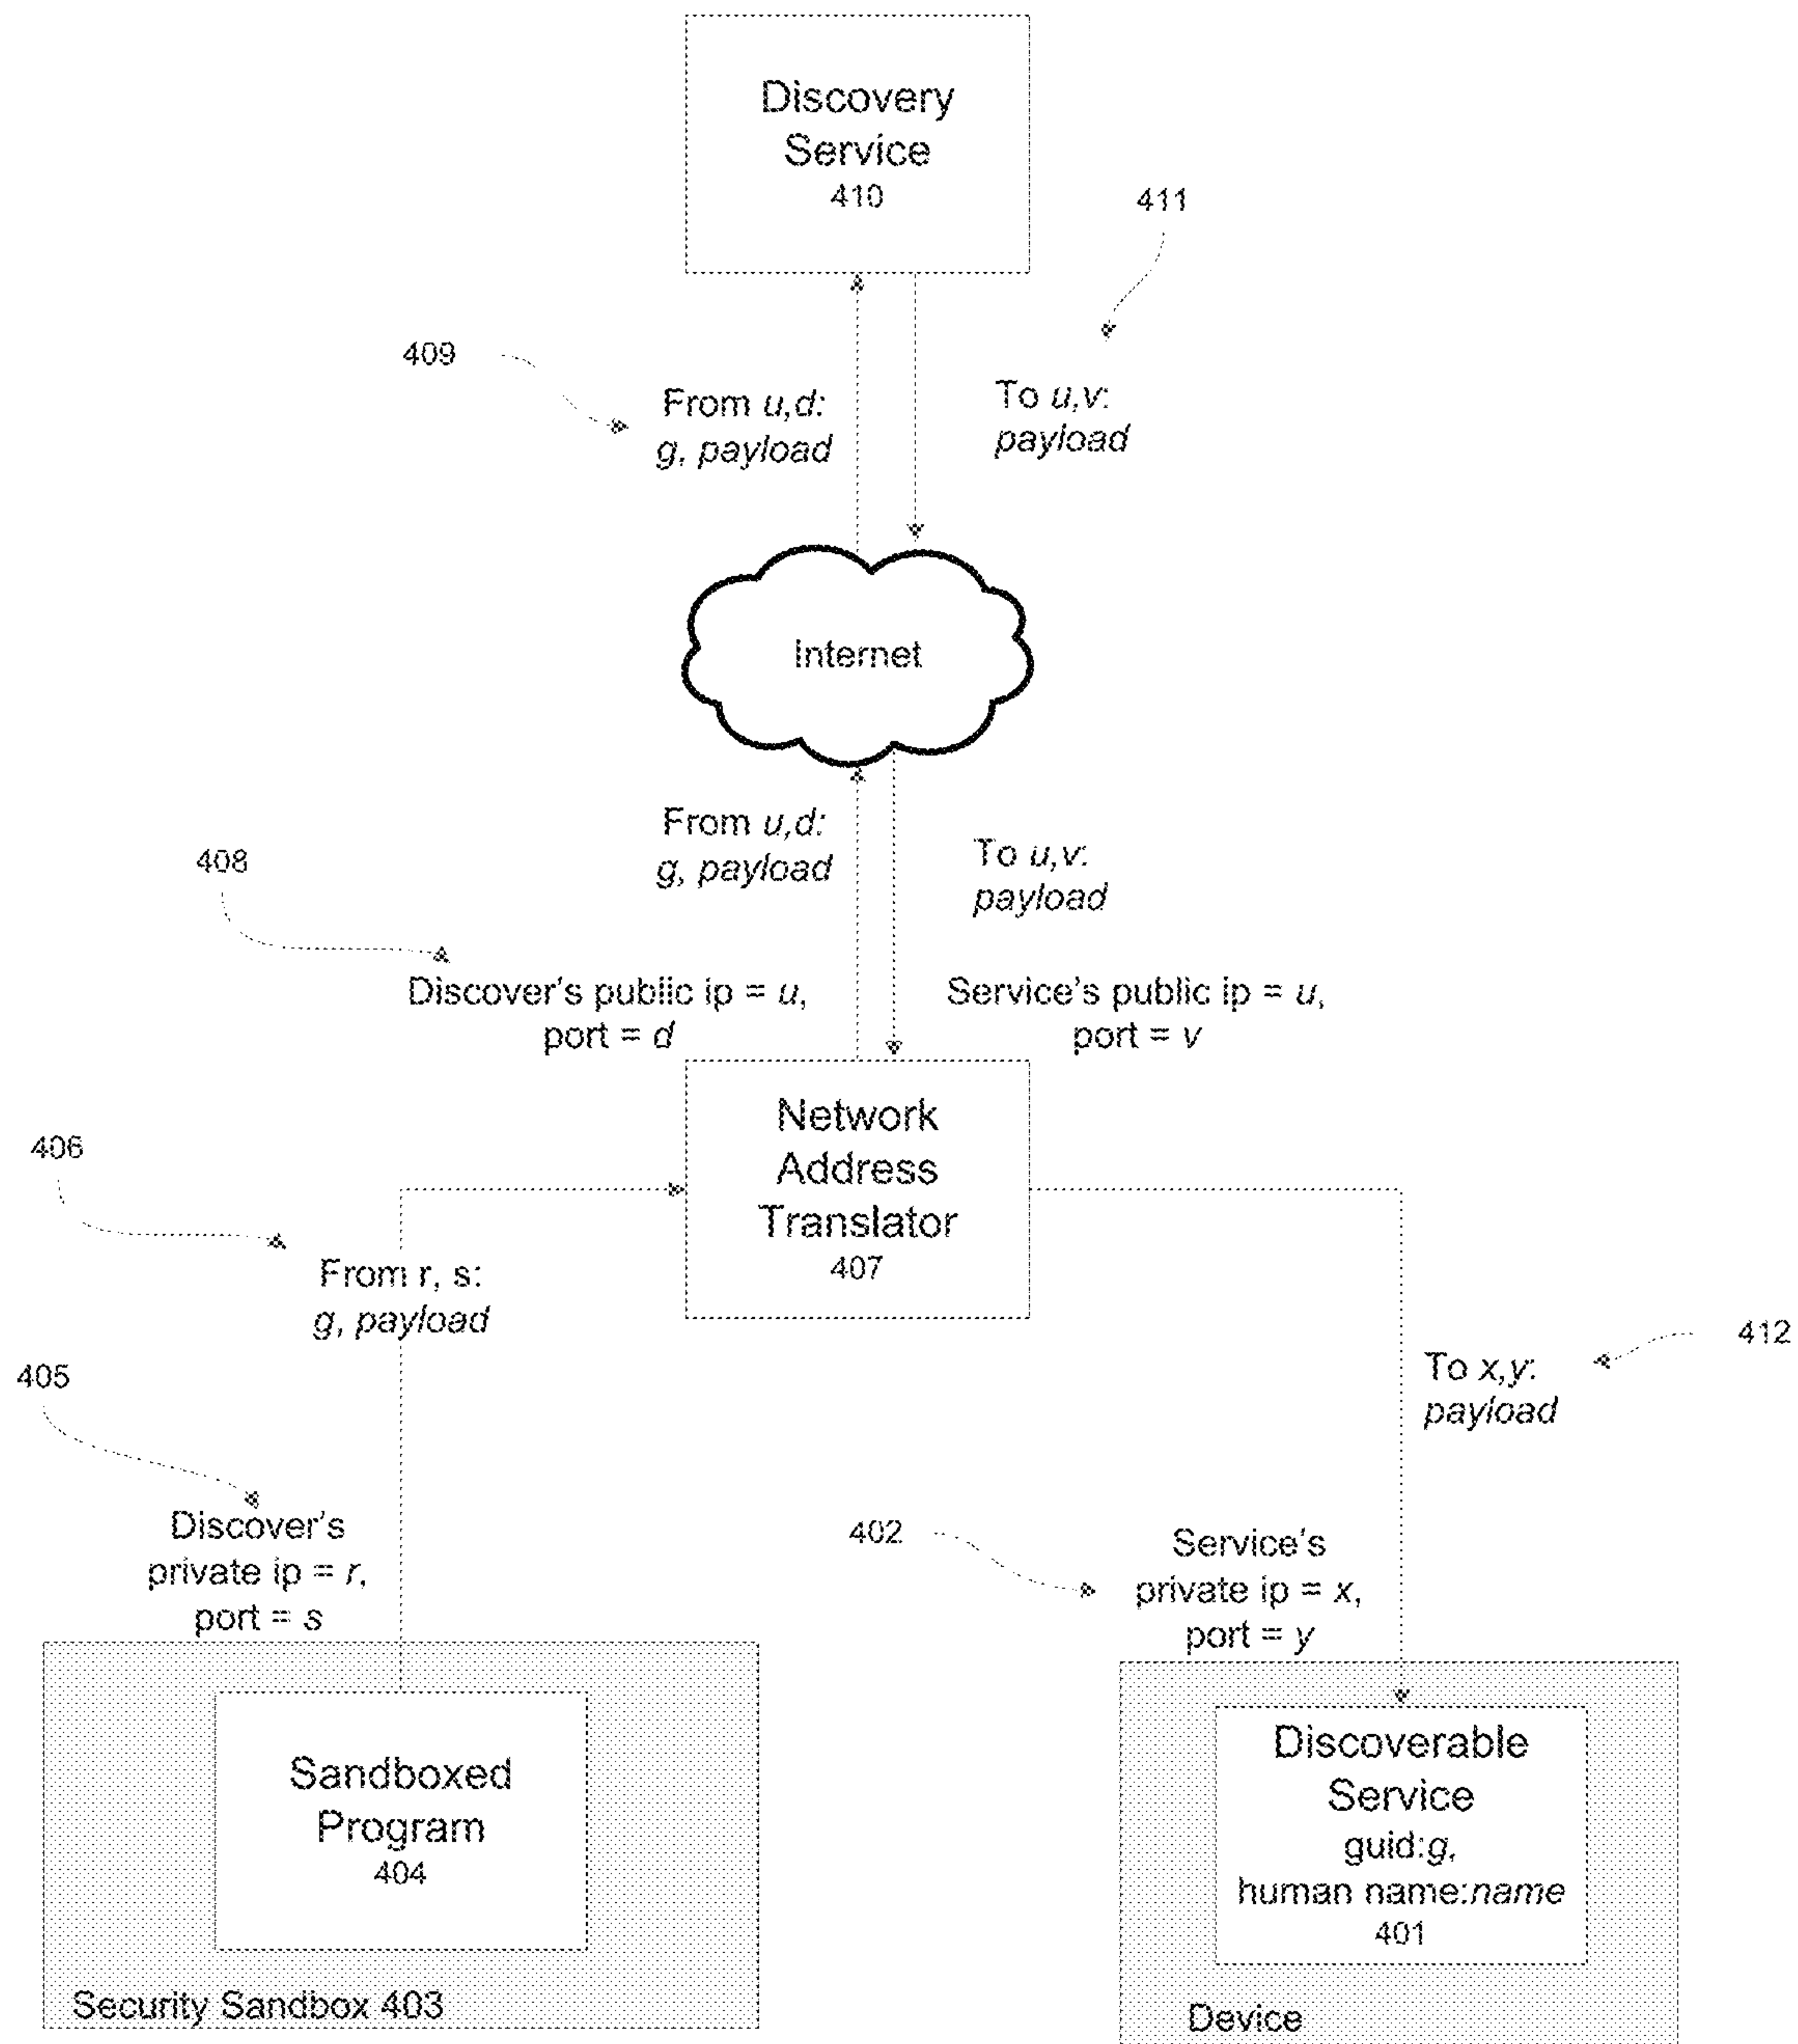 Discovery
Service
410
411
409
From u,d:
g, payload
To u,v:
payload
Internet
From u,d:
g, payload
To u,v:
payload
408
Discover's public ip = u,
port = d
Service's public ip = u,
port = v
Network
Address
Translator
407
406
From r, s:
g, payload
412
To x,y:
payload
405
Discover's
private ip = r,
port = s
402
Service's
private ip = x,
port = y
Sandboxed
Program
404
Security Sandbox 403
Discoverable
Service
guid:g,
human name:name
401
Device